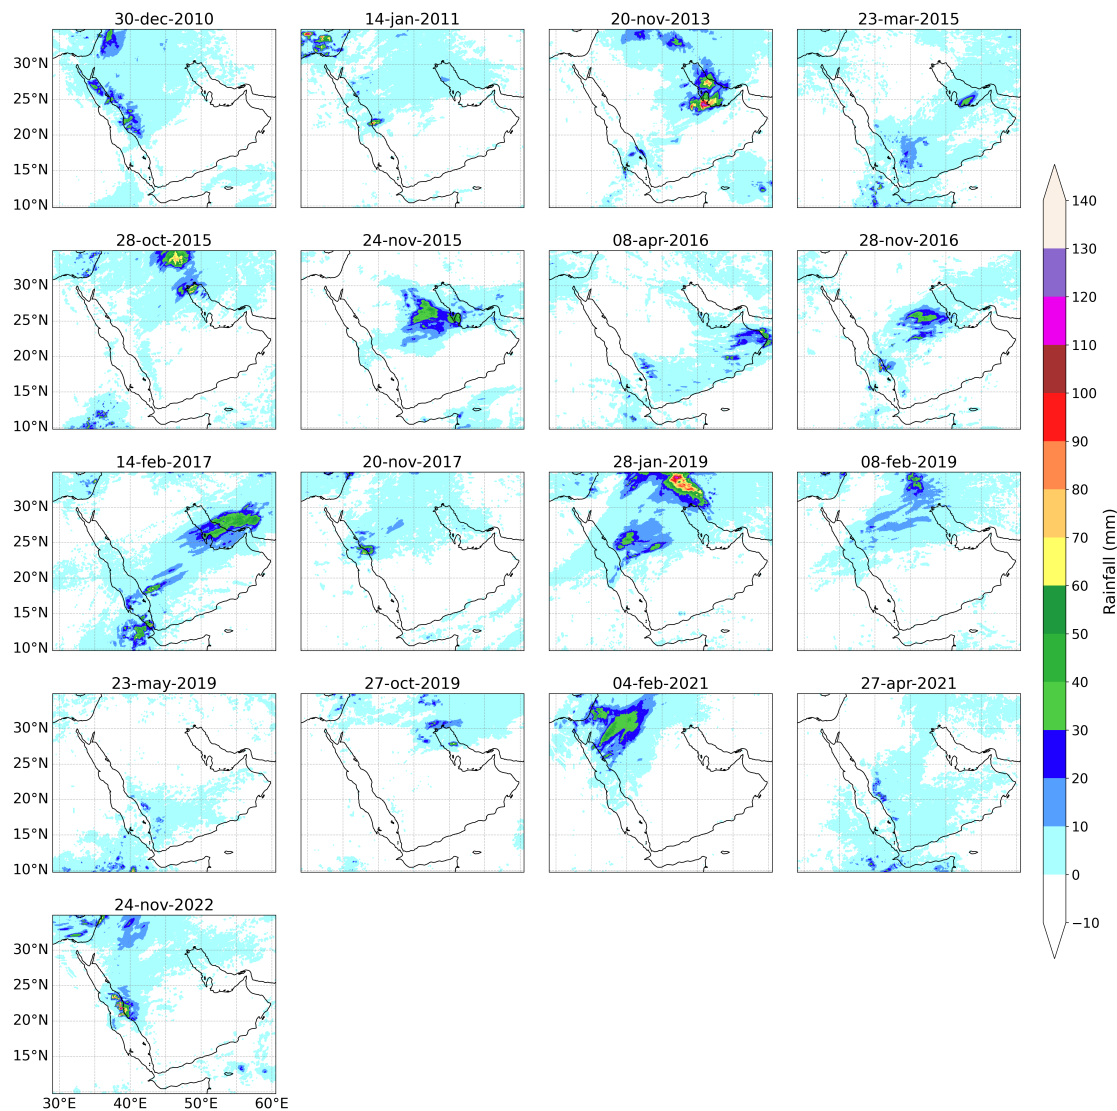 30-dec-2010
14-jan-2011
20-nov-2013
23-mar-2015
30°N
25°N
20°N
15°N
10°N
28-oct-2015
24-nov-2015
08-apr-2016
28-nov-2016
30°N
25°N
20°N
15°N
10°N
14-feb-2017
20-nov-2017
28-jan-2019
08-feb-2019
30°N
25°N
20°N
15°N
10°N
23-may-2019
27-oct-2019
04-feb-2021
27-apr-2021
30°N
25°N
20°N
15°N
10°N
24-nov-2022
30°N
25°N
20°N
15°N
30°E 40°E 50°E 60°E
140
130
120
110
100
90
80
70
60
50
40
30
20
10
0
−10
Rainfall (mm)